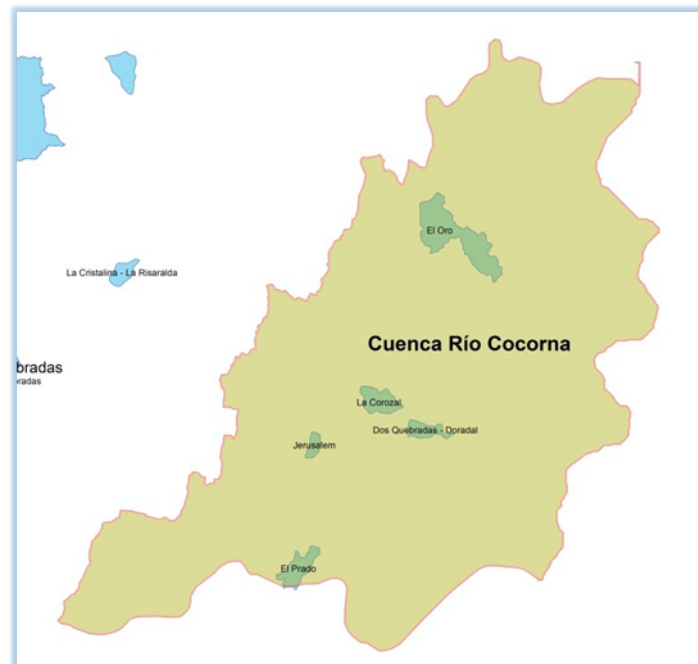 El Oro
La Cristalina - La Risaralda
Cuenca Río Cocorna
bradas
La Corozal
Dos Quebradas - Doradal
Jerusalem
El Prado